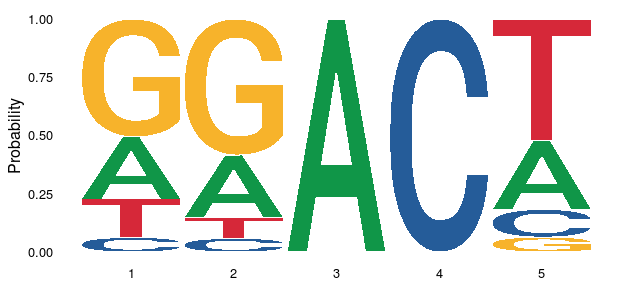 1.00
0.75
0.50
0.25
0.00
Probability
G G A C T
A A A
T T C
C C G
1 2 3 4 5